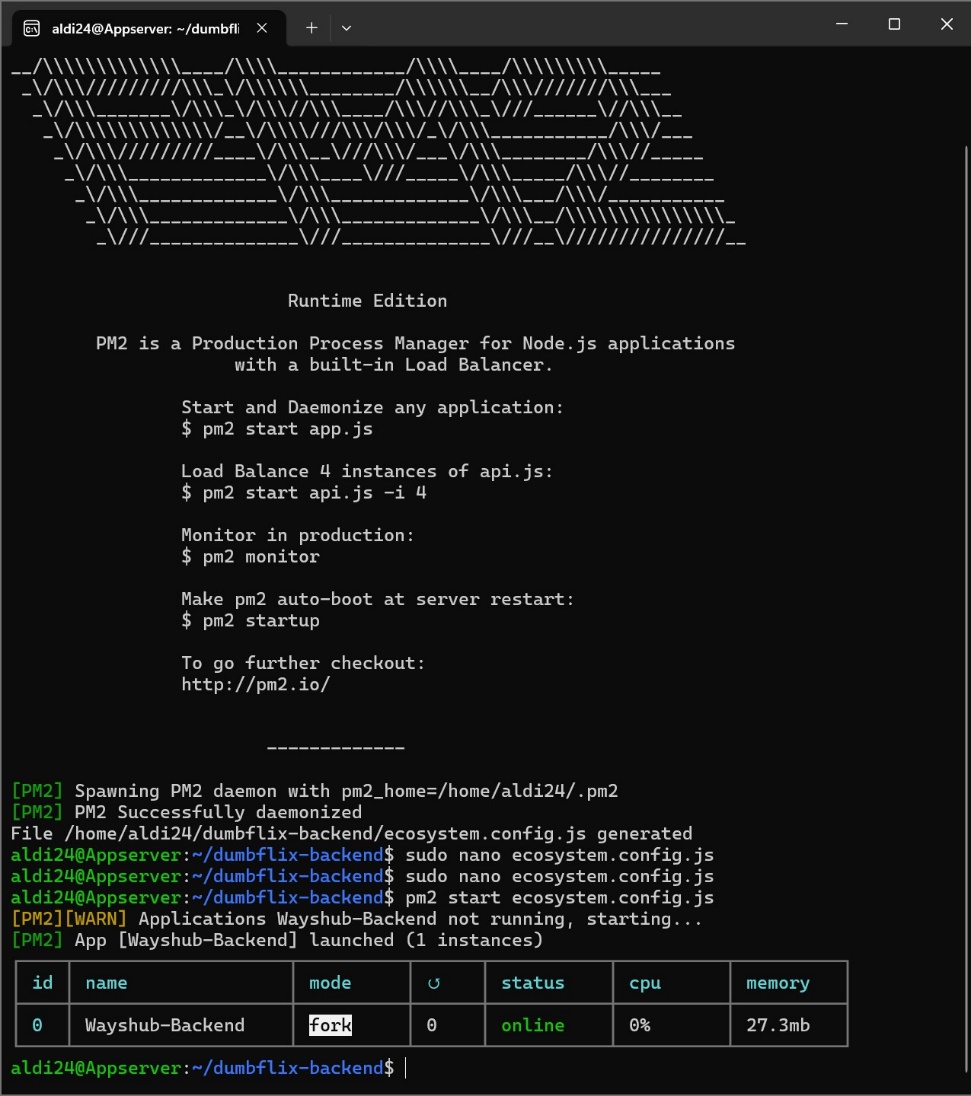 aldi24@Appserver: ~/dumbfli
__/\\\\\\\\\\\\\____/\\\\____________/\\\\____/\\\\\\\\\_____
_\/\\\/////////\\\_\/\\\\\\________/\\\\\\__/\\\///////\\\___
_\/\\\_______\/\\\_\/\\\//\\\____/\\\//\\\_\///______\//\\\__
_\/\\\\\\\\\\\\\/__\/\\\\///\\\/\\\/_\/\\\___________/\\\/___
_\/\\\/////////____\/\\\__\///\\\/___\/\\\________/\\\//_____
_\/\\\_____________\/\\\____\///_____\/\\\_____/\\\//________
_\/\\\_____________\/\\\_____________\/\\\___/\\\/___________
_\/\\\_____________\/\\\_____________\/\\\__/\\\\\\\\\\\\\\\_
_\///______________\///______________\///__\///////////////__
Runtime Edition
PM2 is a Production Process Manager for Node.js applications
with a built-in Load Balancer.
Start and Daemonize any application:
$ pm2 start app.js
Load Balance 4 instances of api.js:
$ pm2 start api.js -i 4
Monitor in production:
$ pm2 monitor
Make pm2 auto-boot at server restart:
$ pm2 startup
To go further checkout:
http://pm2.io/
-------------
[PM2] Spawning PM2 daemon with pm2_home=/home/aldi24/.pm2
[PM2] PM2 Successfully daemonized
File /home/aldi24/dumbflix-backend/ecosystem.config.js generated
aldi24@Appserver:~/dumbflix-backend$ sudo nano ecosystem.config.js
aldi24@Appserver:~/dumbflix-backend$ sudo nano ecosystem.config.js
aldi24@Appserver:~/dumbflix-backend$ pm2 start ecosystem.config.js
[PM2][WARN] Applications Wayshub-Backend not running, starting...
[PM2] App [Wayshub-Backend] launched (1 instances)
id name mode ↺ status cpu memory
0 Wayshub-Backend fork 0 online 0% 27.3mb
aldi24@Appserver:~/dumbflix-backend$